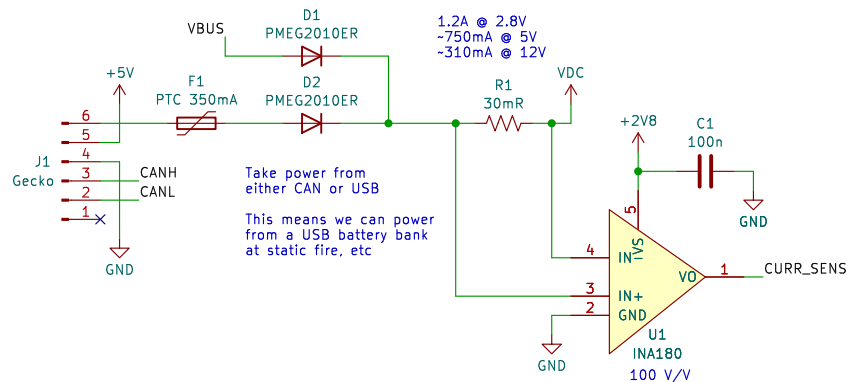 D1
PMEG2010ER
VBUS
1.2A @ 2.8V
~750mA @ 5V
~310mA @ 12V
+5V
F1
PTC 350mA
D2
PMEG2010ER
R1
30mR
VDC
+2V8
C1
100n
6
5
4
3
2
1
J1
Gecko
CANH
CANL
GND
Take power from
either CAN or USB
This means we can power
from a USB battery bank
at static fire, etc
GND
5
VS
4
IN-
3
IN+
2
GND
VO
1
CURR_SENS
GND
U1
INA180
100 V/V